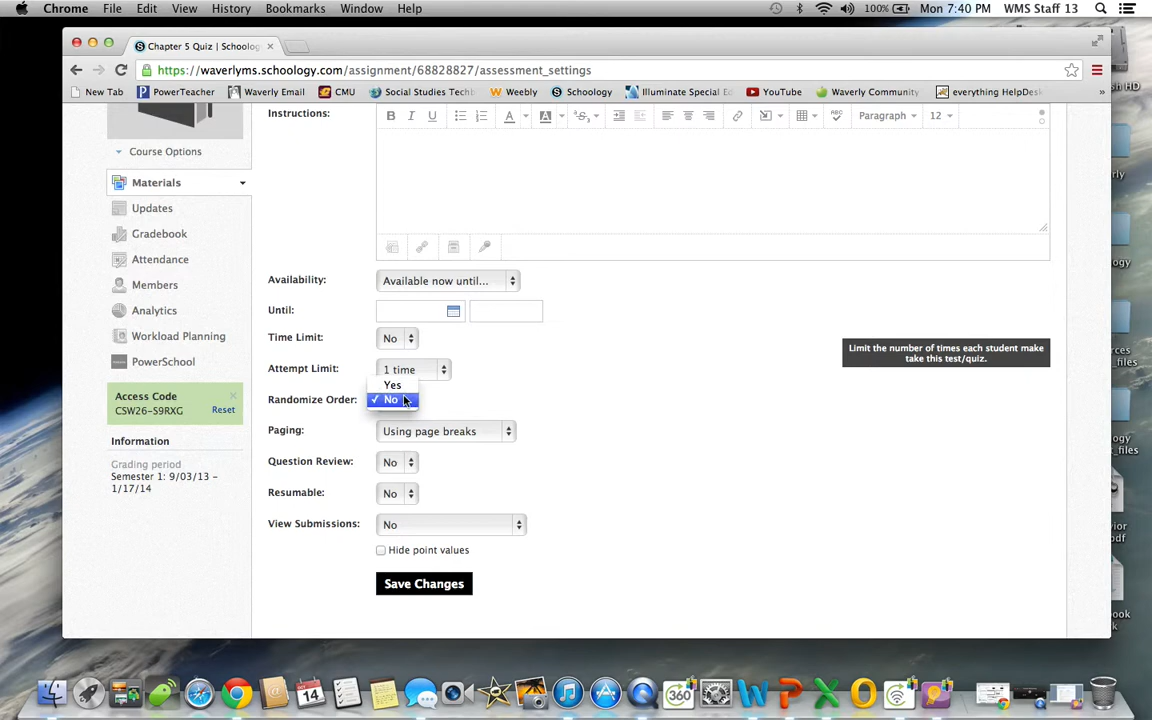 Chrome File Edit View History Bookmarks Window Help 100% Mon 7:40 PM WMS Staff 13
Chapter 5 Quiz | Schoolog
https://waverlyms.schoology.com/assignment/68828827/assessment_settings
New Tab PowerTeacher Waverly Email CMU Social Studies Techb Weebly Schoology Illuminate Special Ed YouTube Waverly Community everything HelpDesk »
Instructions:
B I U A A S Paragraph 12
Course Options
Materials
Updates
Gradebook
Attendance
Members
Analytics
Workload Planning
PowerSchool
Access Code
CSW26-S9RXG Reset
Information
Grading period
Semester 1: 9/03/13 -
1/17/14
Availability: Available now until...
Until:
Time Limit: No
Limit the number of times each student make
take this test/quiz.
Attempt Limit: 1 time
Yes
Randomize Order: ✓ No
Paging: Using page breaks
Question Review: No
Resumable: No
View Submissions: No
Hide point values
Save Changes
OCT
14
360